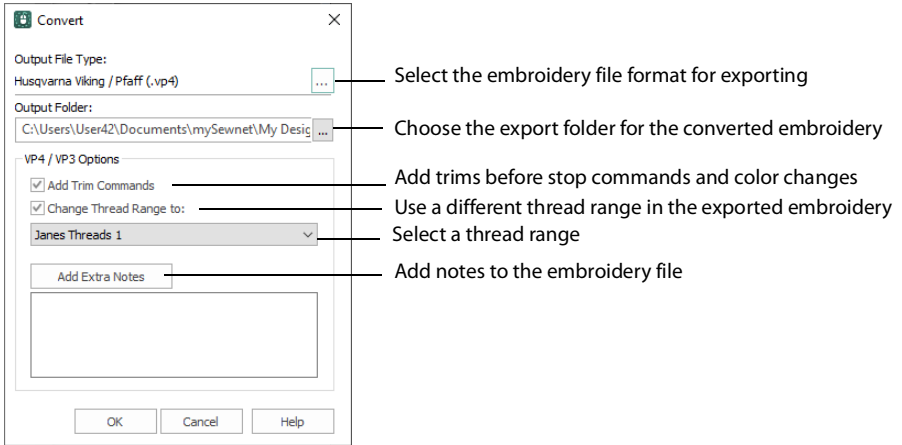 Convert
Output File Type:
Husqvarna Viking / Pfaff (.vp4)
...
Select the embroidery file format for exporting
Output Folder:
C:\Users\User42\Documents\mySewnet\My Desig
...
Choose the export folder for the converted embroidery
VP4 / VP3 Options
Add Trim Commands
Add trims before stop commands and color changes
Change Thread Range to:
Use a different thread range in the exported embroidery
Janes Threads 1
Select a thread range
Add Extra Notes
Add notes to the embroidery file
OK
Cancel
Help